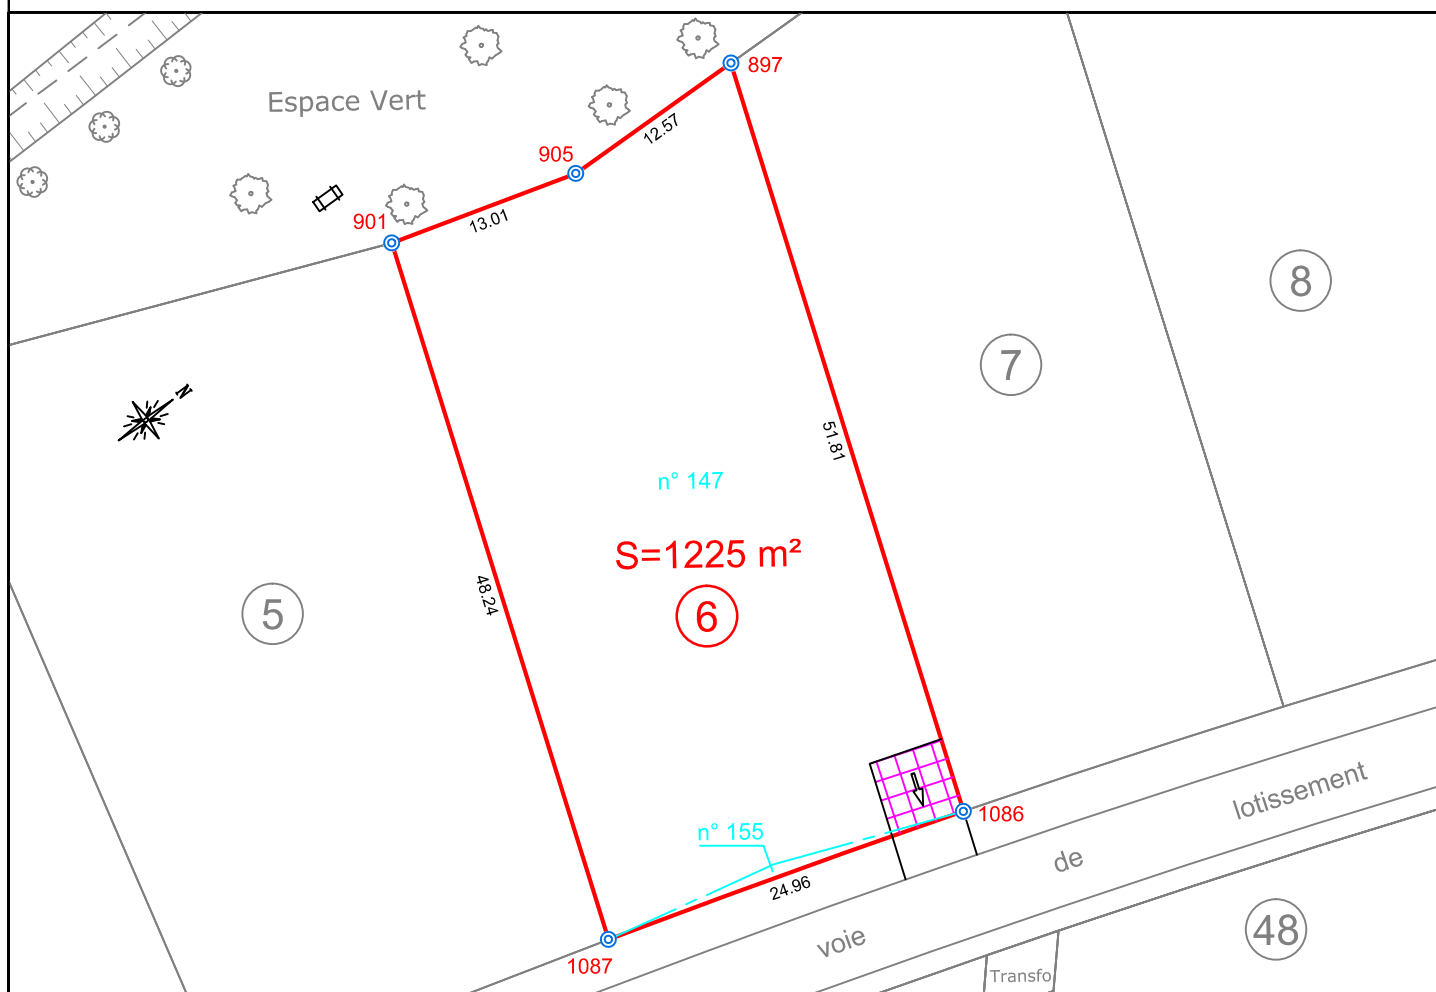 897
Espace Vert
12.57
905
901
13.01
8
7
N
51.81
n° 147
S=1225 m²
48.24
5
6
lotissement
1086
n° 155
de
24.96
voie
48
1087
Transfo